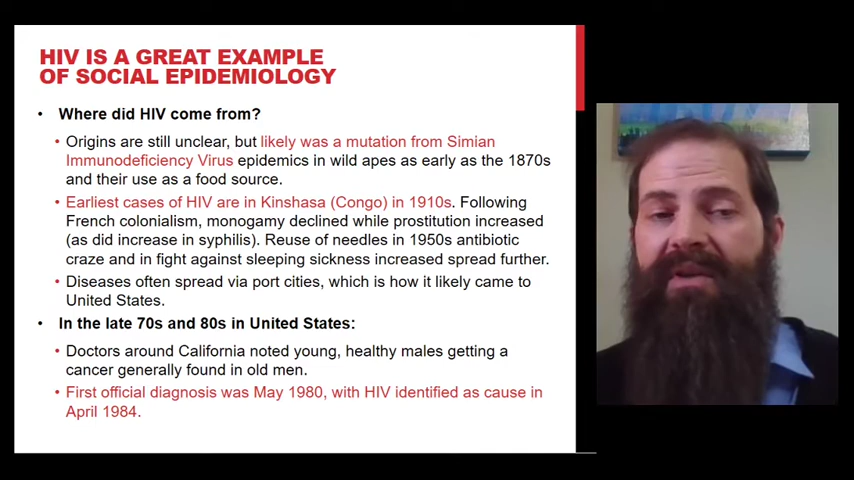 HIV IS A GREAT EXAMPLE
OF SOCIAL EPIDEMIOLOGY
• Where did HIV come from?
• Origins are still unclear, but likely was a mutation from Simian
Immunodeficiency Virus epidemics in wild apes as early as the 1870s
and their use as a food source.
• Earliest cases of HIV are in Kinshasa (Congo) in 1910s. Following
French colonialism, monogamy declined while prostitution increased
(as did increase in syphilis). Reuse of needles in 1950s antibiotic
craze and in fight against sleeping sickness increased spread further.
• Diseases often spread via port cities, which is how it likely came to
United States.
• In the late 70s and 80s in United States:
• Doctors around California noted young, healthy males getting a
cancer generally found in old men.
• First official diagnosis was May 1980, with HIV identified as cause in
April 1984.